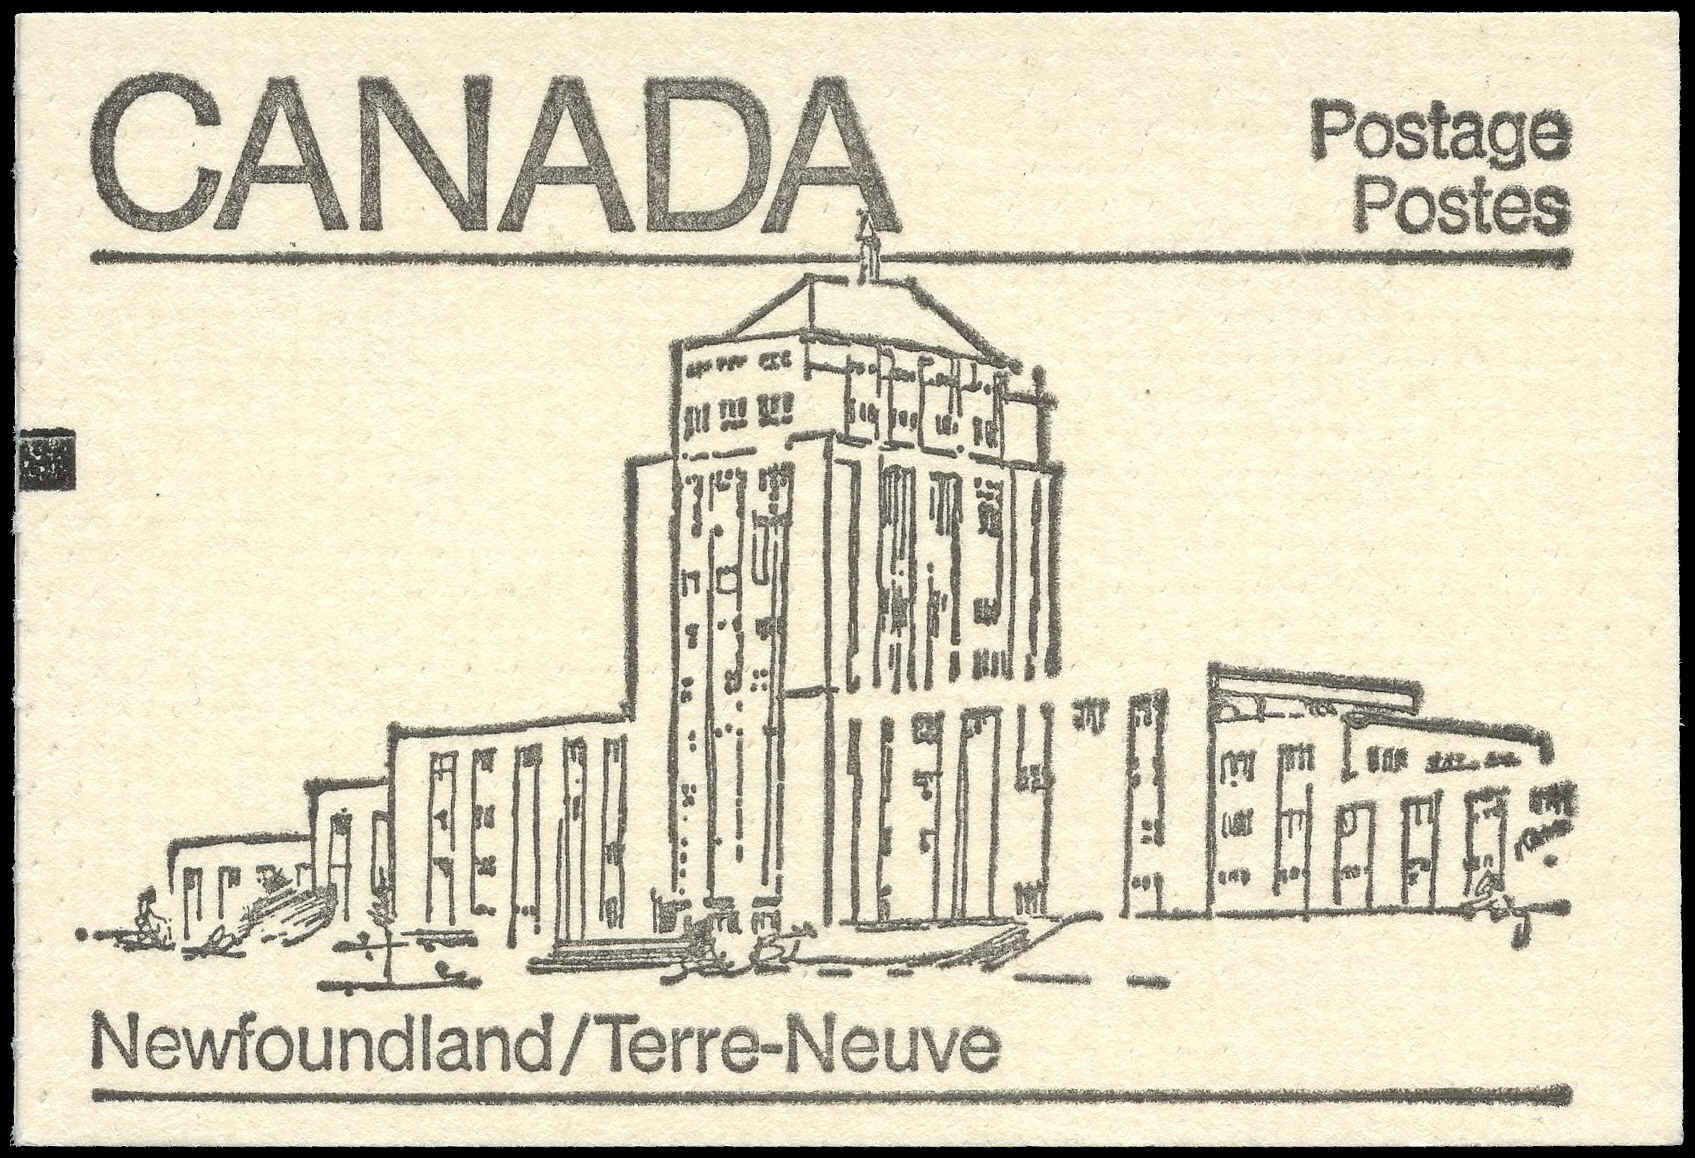 CANADA
Postage
Postes
Newfoundland/Terre-Neuve